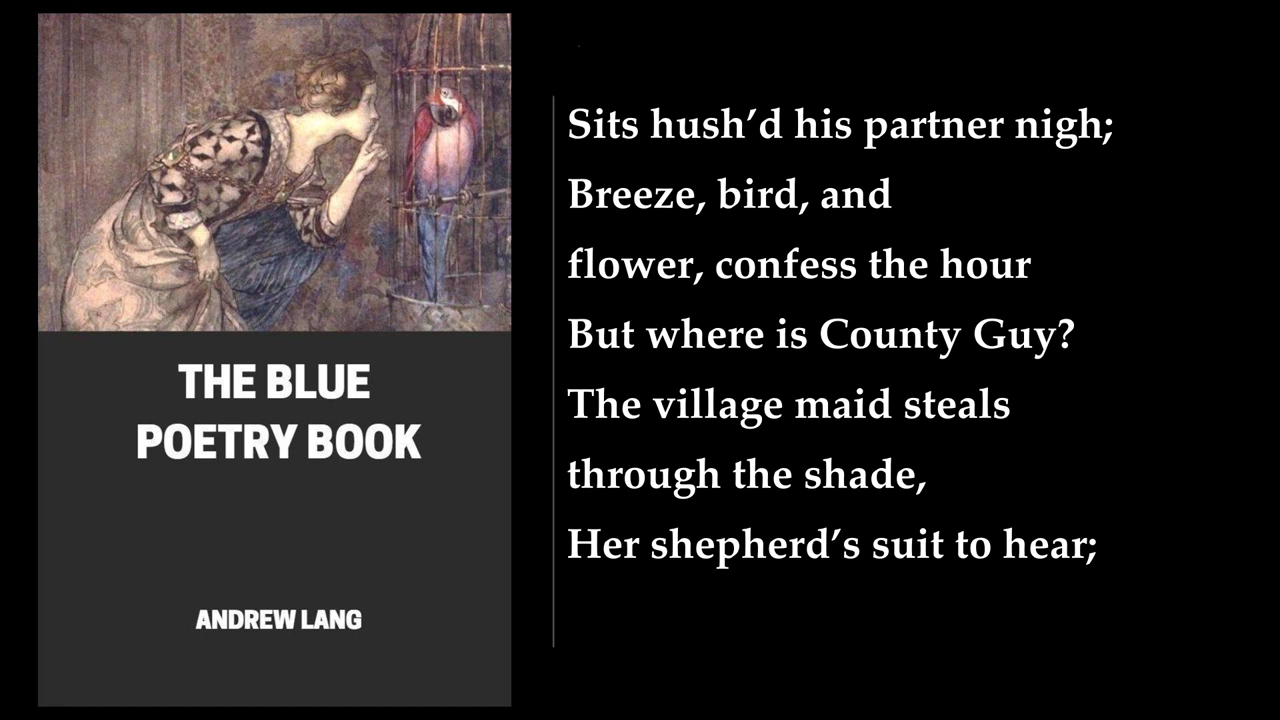 THE BLUE
POETRY BOOK
ANDREW LANG
Sits hush’d his partner nigh;
Breeze, bird, and
flower, confess the hour
But where is County Guy?
The village maid steals
through the shade,
Her shepherd’s suit to hear;